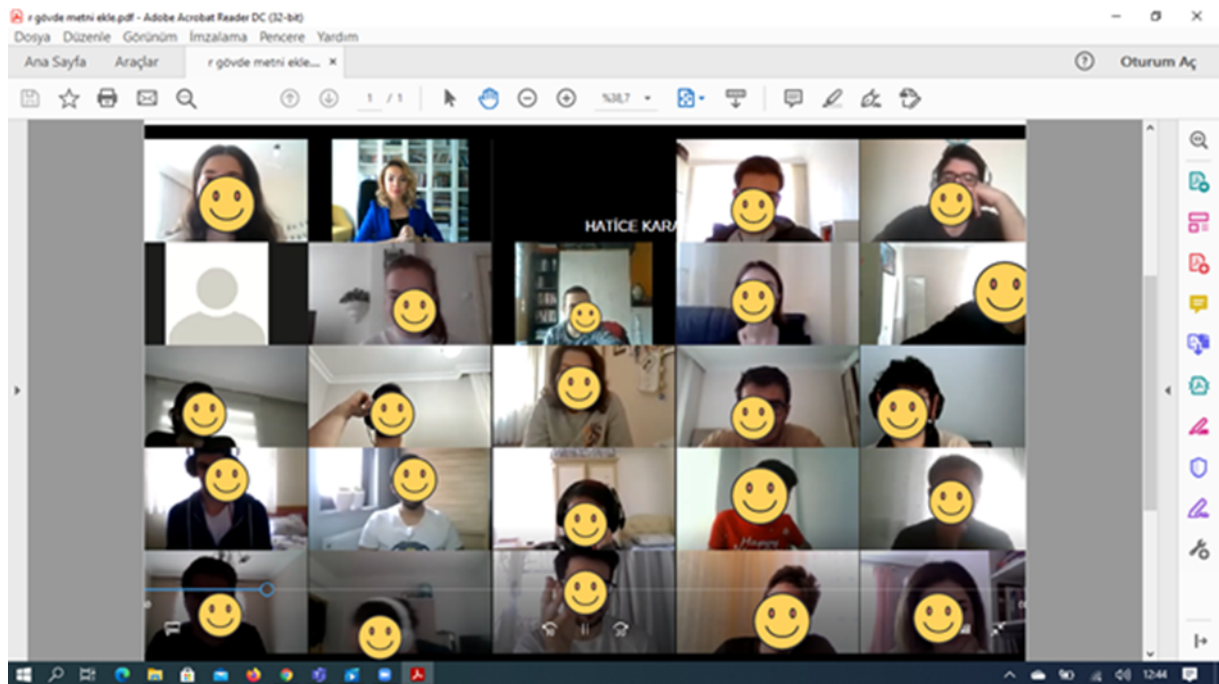 r gövde metni ekle.pdf - Adobe Acrobat Reader DC (32-bit)
Dosya Düzenle Görünüm İmzalama Pencere Yardım
Ana Sayfa Araçlar r gövde metni ekle.... × Oturum Aç
1 / 1 %38,7
HATİCE KARA
Happy
12:44